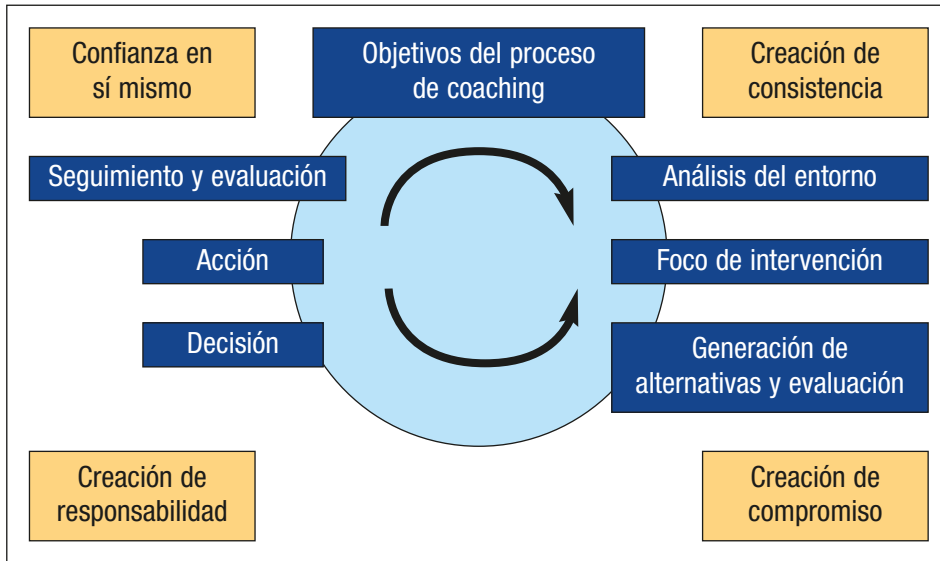 Confianza en
sí mismo
Objetivos del proceso
de coaching
Creación de
consistencia
Seguimiento y evaluación
Análisis del entorno
Acción
Foco de intervención
Decisión
Generación de
alternativas y evaluación
Creación de
responsabilidad
Creación de
compromiso